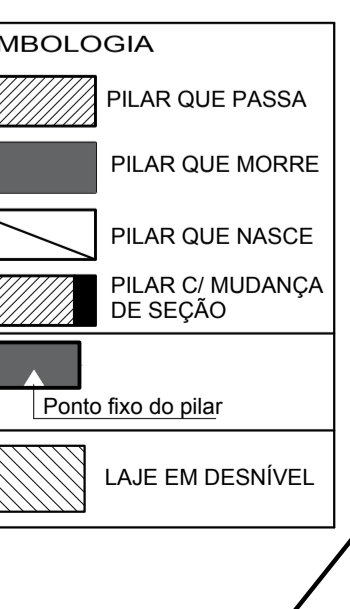 MBOLOGIA
PILAR QUE PASSA
PILAR QUE MORRE
PILAR QUE NASCE
PILAR C/ MUDANÇA
DE SEÇÃO
Ponto fixo do pilar
LAJE EM DESNÍVEL